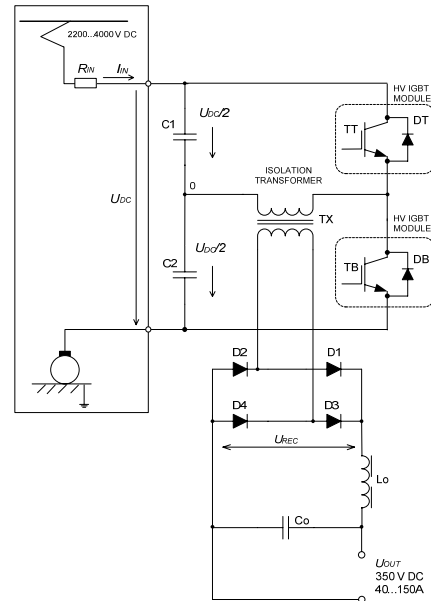 2200...4000 V DC
RIN
IIN
C1
UDC/2
HV IGBT
MODULE
TT
DT
ISOLATION
TRANSFORMER
0
TX
UDC
HV IGBT
MODULE
C2
UDC/2
TB
DB
D2
D1
D4
D3
UREC
Lo
Co
UOUT
350 V DC
40...150A